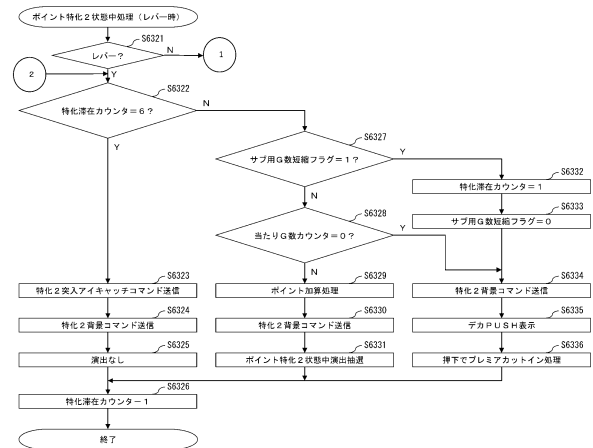 ポイント特化2状態中処理（レバー時）
S6321
レバー？
N
1
Y
2
S6322
特化滞在カウンタ＝6？
N
Y
S6327
サブ用G数短縮フラグ＝1？
Y
N
S6332
特化滞在カウンタ＝1
S6333
サブ用G数短縮フラグ＝0
S6328
当たりG数カウンタ＝0？
Y
N
S6323
特化2突入アイキャッチコマンド送信
S6329
ポイント加算処理
S6334
特化2背景コマンド送信
S6324
特化2背景コマンド送信
S6330
特化2背景コマンド送信
S6335
デカPUSH表示
S6325
演出なし
S6331
ポイント特化2状態中演出抽選
S6336
押下でプレミアカットイン処理
S6326
特化滞在カウンタ－1
終了